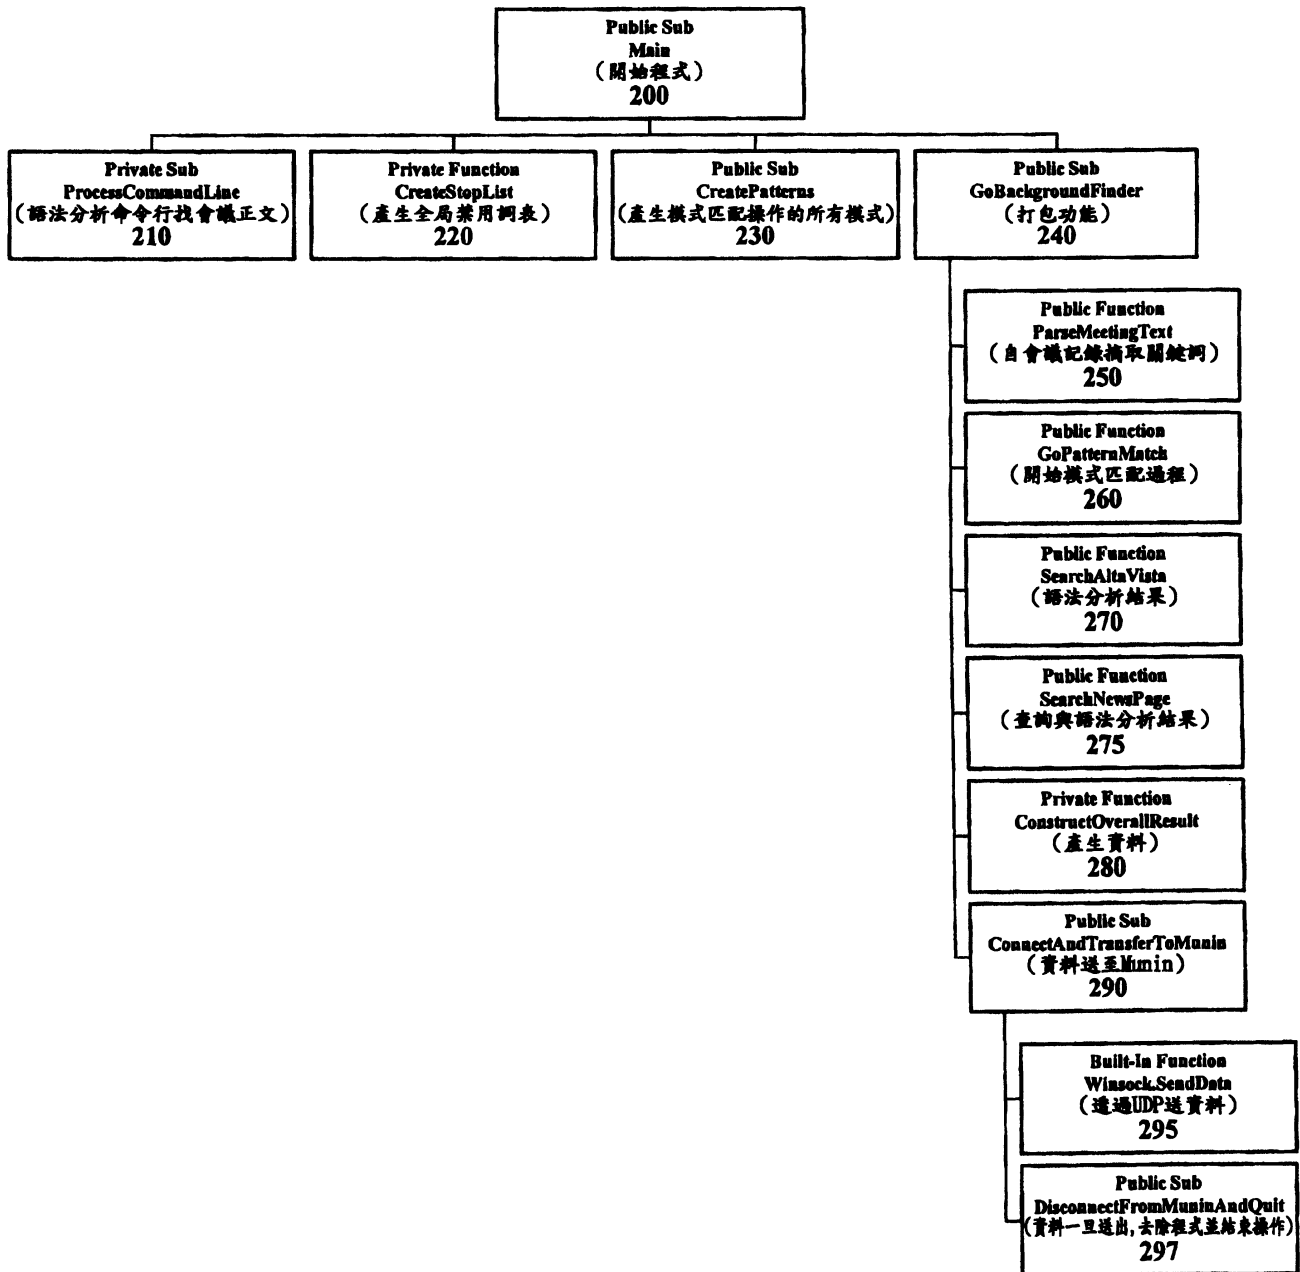 Public Sub
Main
(開始程式)
200
Private Sub
ProcessCommandLine
(語法分析命令行找會議正文)
210
Private Function
CreateStopList
(產生全局禁用詞表)
220
Public Sub
CreatePatterns
(產生模式匹配操作的所有模式)
230
Public Sub
GoBackgroundFinder
(打包功能)
240
Public Function
ParseMeetingText
(自會議記錄摘取關鍵詞)
250
Public Function
GoPatternMatch
(開始模式匹配過程)
260
Public Function
SearchAltaVista
(語法分析結果)
270
Public Function
SearchNewsPage
(查詢與語法分析結果)
275
Private Function
ConstructOverallResult
(產生資料)
280
Public Sub
ConnectAndTransferToMunin
(資料送至Munin)
290
Built-In Function
Winsock.SendData
(透過UDP送資料)
295
Public Sub
DisconnectFromMuninAndQuit
(資料一旦送出,去除程式並結束操作)
297